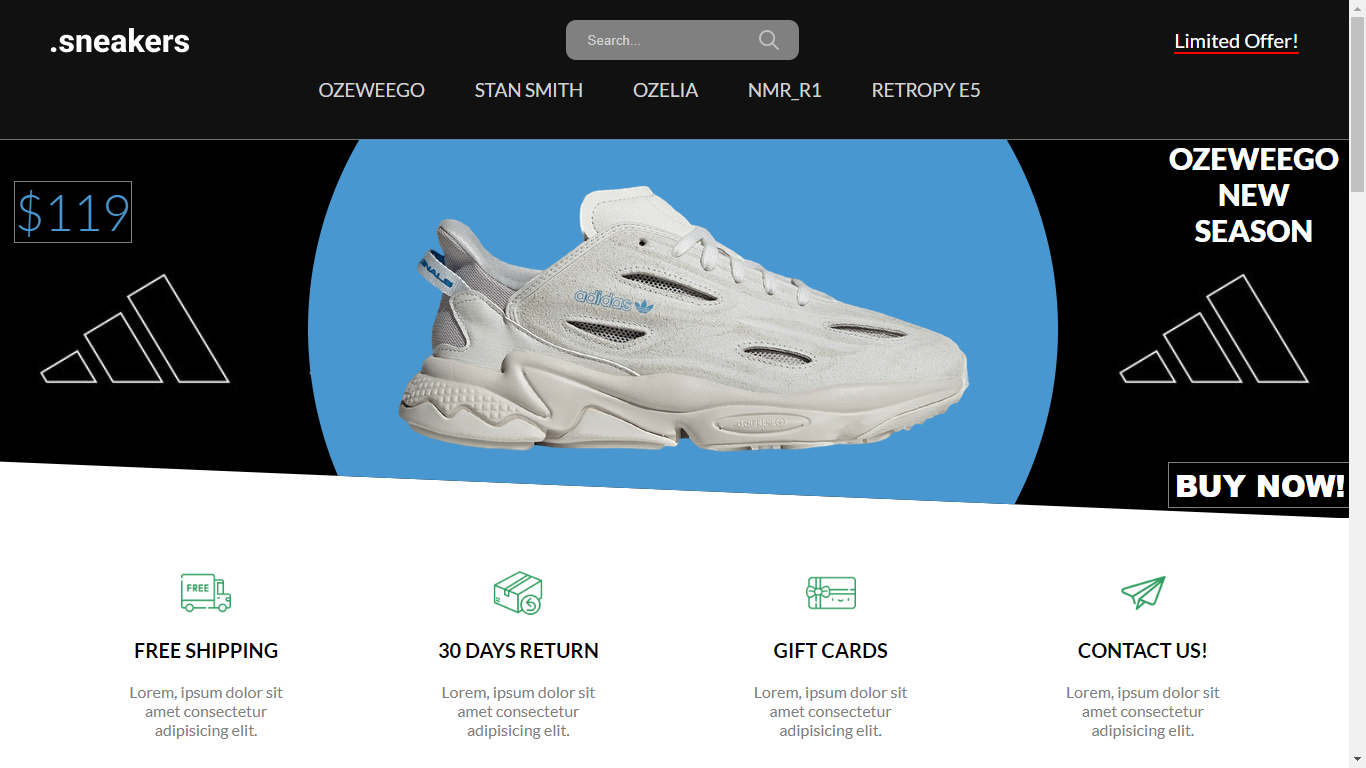 .sneakers
Search...
Limited Offer!
OZEWEEGO
STAN SMITH
OZELIA
NMR_R1
RETROPY E5
$119
OZEWEEGO
NEW
SEASON
adidas
BUY NOW!
FREE
FREE SHIPPING
Lorem, ipsum dolor sit
amet consectetur
adipisicing elit.
30 DAYS RETURN
Lorem, ipsum dolor sit
amet consectetur
adipisicing elit.
GIFT CARDS
Lorem, ipsum dolor sit
amet consectetur
adipisicing elit.
CONTACT US!
Lorem, ipsum dolor sit
amet consectetur
adipisicing elit.